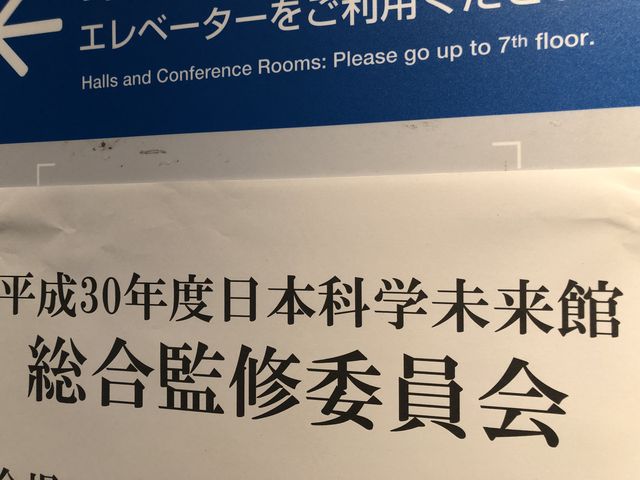 エレベーターをご利用くださ
Halls and Conference Rooms: Please go up to 7th floor.
平成30年度日本科学未来館
総合監修委員会